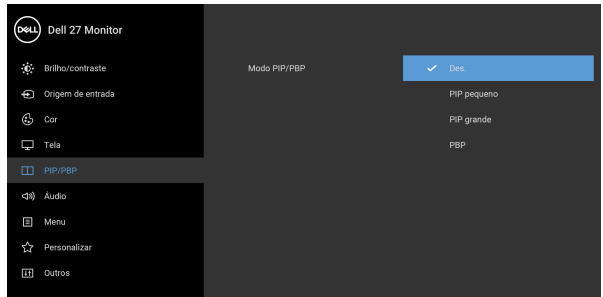 DELL Dell 27 Monitor
Brilho/contraste Modo PIP/PBP Des.
Origem de entrada PIP pequeno
Cor PIP grande
Tela PBP
PIP/PBP
Áudio
Menu
Personalizar
Outros